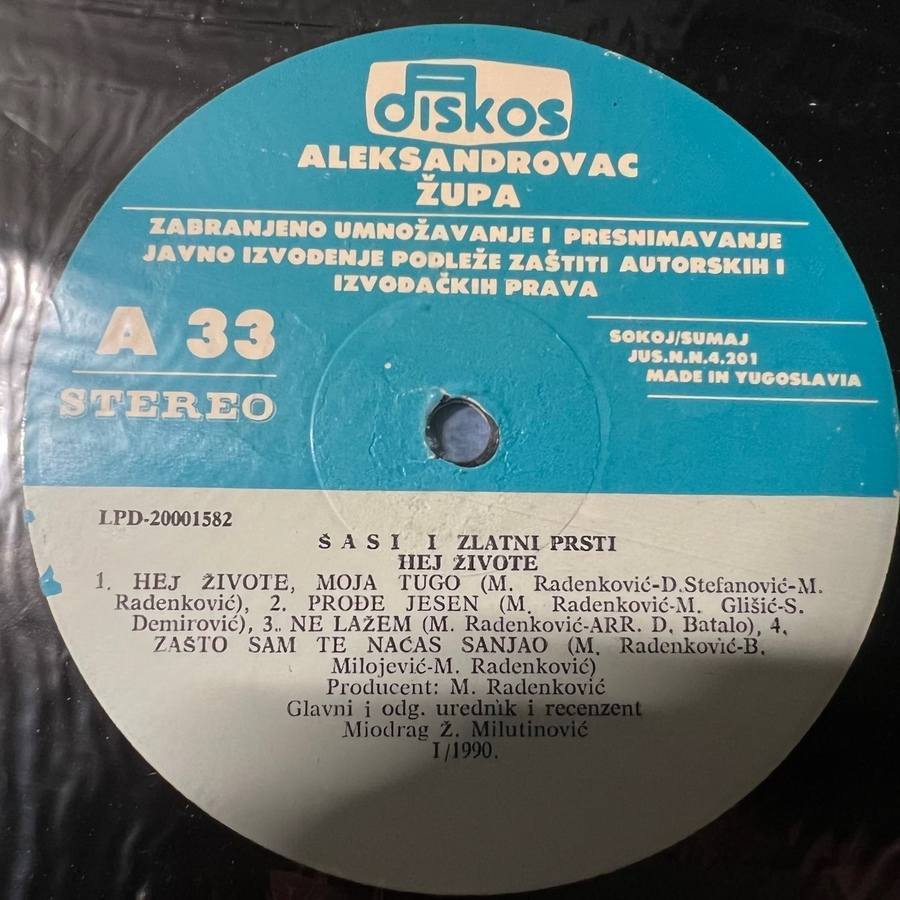 diskos
ALEKSANDROVAC
ŽUPA
ZABRANJENO UMNOŽAVANJE I PRESNIMAVANJE
JAVNO IZVOĐENJE PODLEŽE ZAŠTITI AUTORSKIH I
IZVOĐAČKIH PRAVA
A 33
STEREO
SOKOJ/SUMAJ
JUS.N.N.4.201
MADE IN YUGOSLAVIA
LPD-20001582
Š A S I I ZLATNI PRSTI
HEJ ŽIVOTE
1. HEJ ŽIVOTE, MOJA TUGO (M. Radenković-D.Stefanović-M.
Radenković), 2. PROĐE JESEN (M. Radenković-M. Glišić-S.
Demirović), 3. NE LAŽEM (M. Radenković-ARR. D. Batalo), 4.
ZAŠTO SAM TE NAĆAS SANJAO (M. Radenković-B.
Milojević-M. Radenković)
Producent: M. Radenković
Glavni i odg. urednik i recenzent
Miodrag Ž. Milutinović
I/1990.